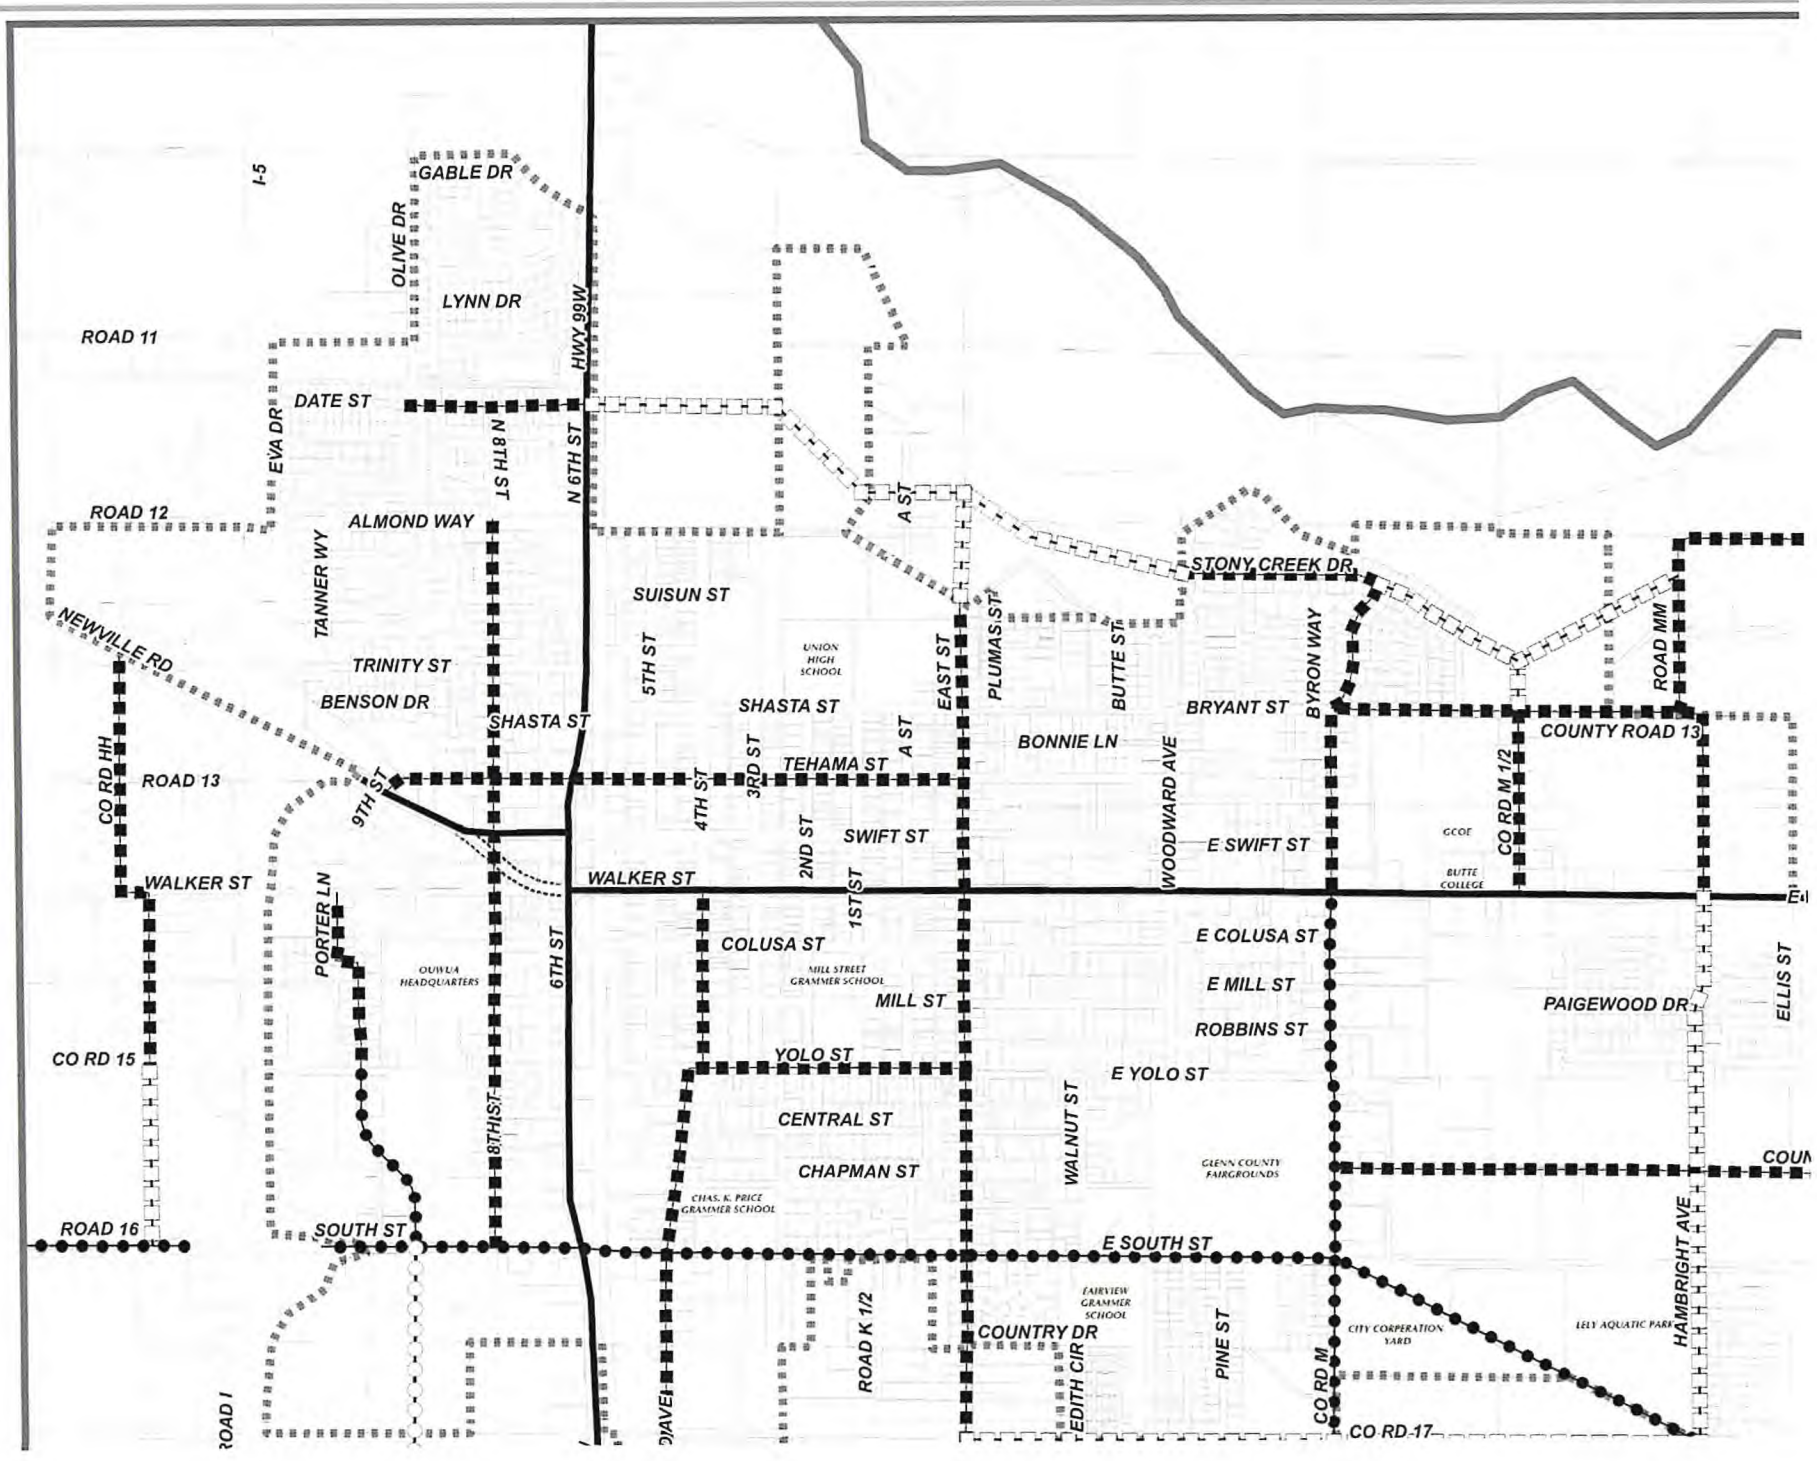 I-5
GABLE DR
OLIVE DR
LYNN DR
HWY 99W
ROAD 11
DATE ST
EVA DR
N 8TH ST
N 6TH ST
A ST
ROAD 12
ALMOND WAY
TANNER WY
STONY CREEK DR
SUISUN ST
NEWVILLE RD
5TH ST
UNION
HIGH
SCHOOL
EAST ST
PLUMAS ST
BUTTE ST
BYRON WAY
ROAD MM
TRINITY ST
BENSON DR
SHASTA ST
SHASTA ST
A ST
BRYANT ST
COUNTY ROAD 13
BONNIE LN
CO RD HH
ROAD 13
9TH ST
4TH ST
3RD ST
TEHAMA ST
WOODWARD AVE
CO RD M 1/2
2ND ST
SWIFT ST
E SWIFT ST
GCOE
BUTTE
COLLEGE
WALKER ST
WALKER ST
1ST ST
PORTER LN
6TH ST
COLUSA ST
E COLUSA ST
OUWUA
HEADQUARTERS
MILL STREET
GRAMMER SCHOOL
MILL ST
E MILL ST
PAIGEWOOD DR
ELLIS ST
ROBBINS ST
CO RD 15
YOLO ST
E YOLO ST
8TH ST
CENTRAL ST
WALNUT ST
CHAPMAN ST
GLENN COUNTY
FAIRGROUNDS
COUN
CHAS. K. PRICE
GRAMMER SCHOOL
ROAD 16
SOUTH ST
E SOUTH ST
HAMBRIGHT AVE
FAIRVIEW
GRAMMER
SCHOOL
ROAD K 1/2
COUNTRY DR
EDITH CIR
PINE ST
CITY CORPERATION
YARD
LELY AQUATIC PARK
ROAD I
CO RD M
CO RD 17